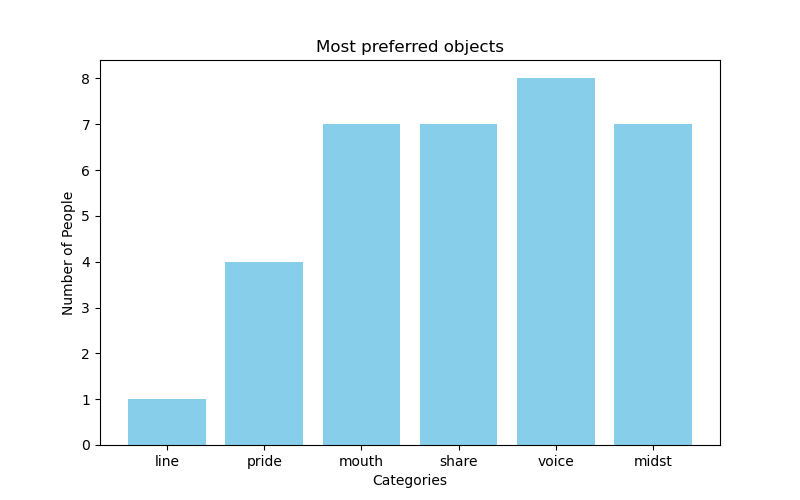 Most preferred objects
8
7
6
5
4
3
2
1
0
Number of People
line pride mouth share voice midst
Categories